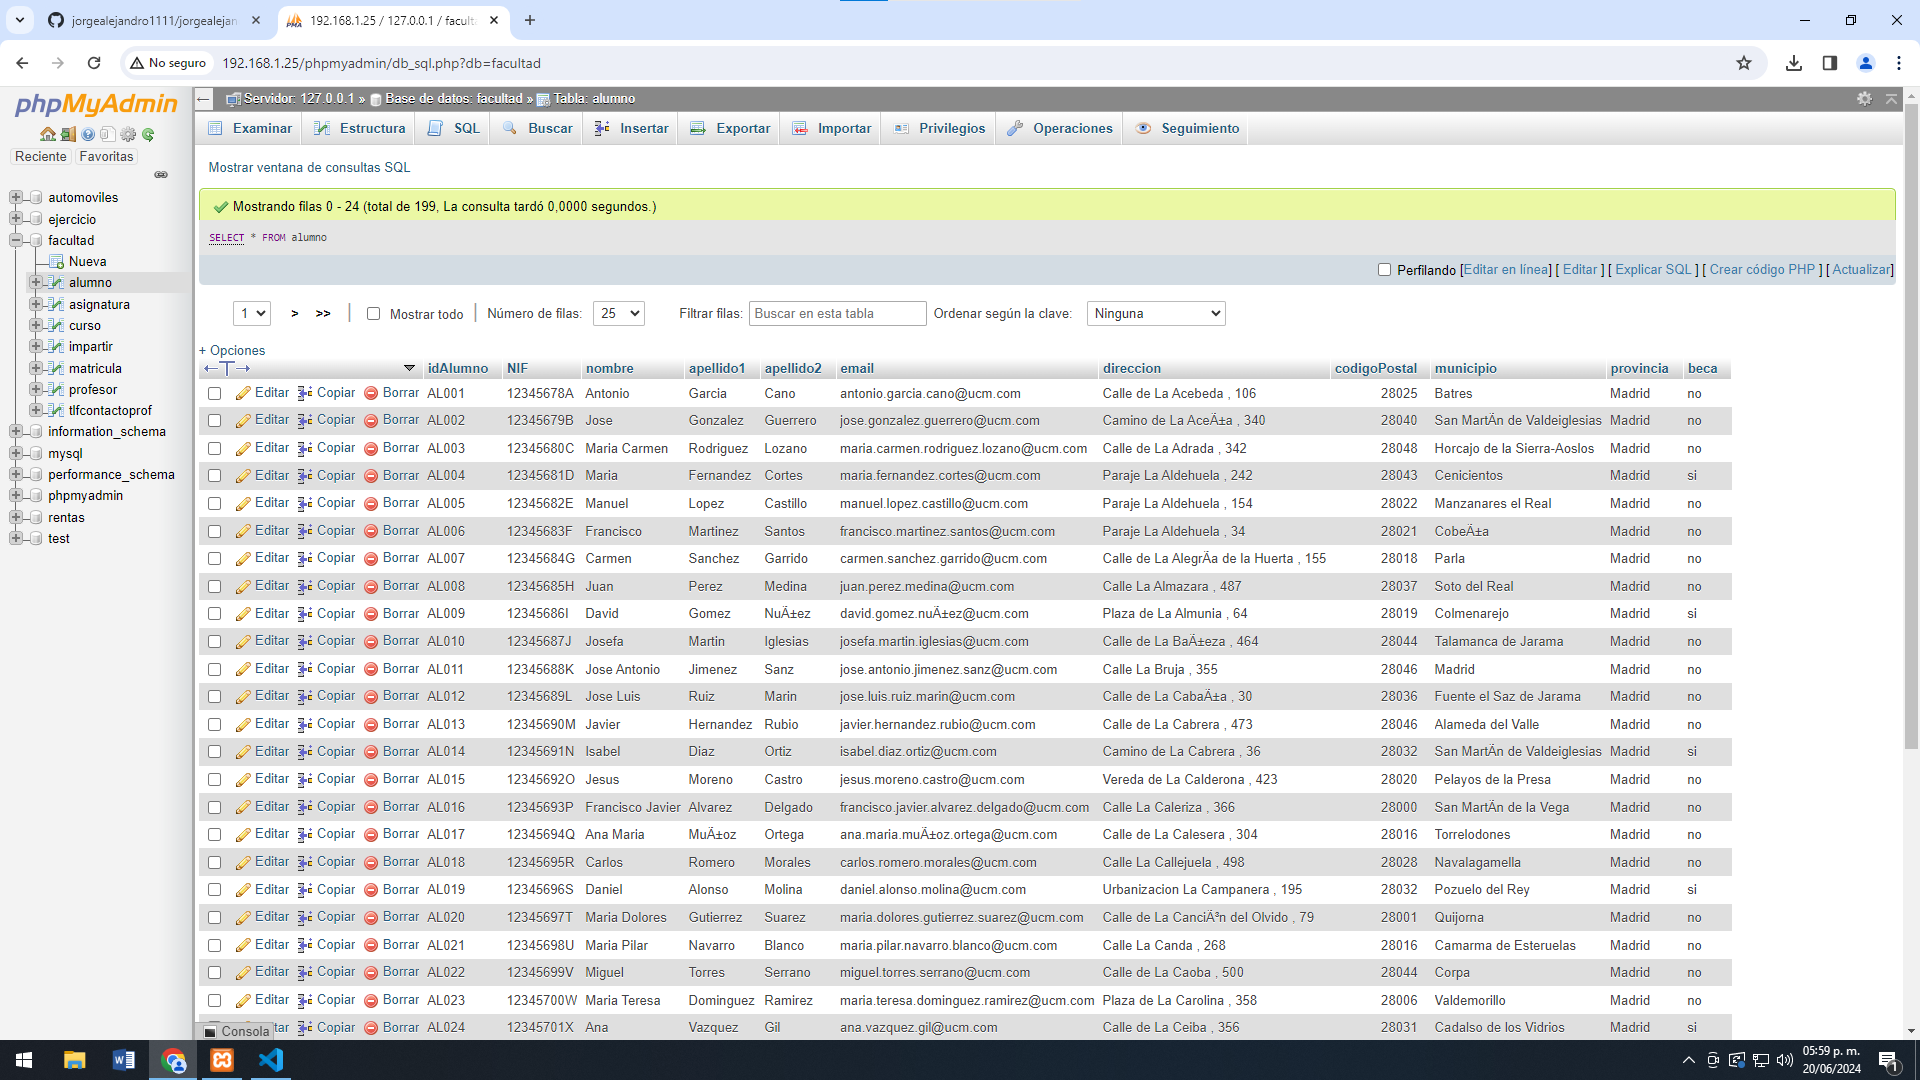 jorgealejandro1111/jorgealejan
192.168.1.25 / 127.0.0.1 / faculta
No seguro
192.168.1.25/phpmyadmin/db_sql.php?db=facultad
phpMyAdmin
Reciente Favoritas
automoviles
ejercicio
facultad
Nueva
alumno
asignatura
curso
impartir
matricula
profesor
tlfcontactoprof
information_schema
mysql
performance_schema
phpmyadmin
rentas
test
Servidor: 127.0.0.1 » Base de datos: facultad » Tabla: alumno
Examinar Estructura SQL Buscar Insertar Exportar Importar Privilegios Operaciones Seguimiento
Mostrar ventana de consultas SQL
Mostrando filas 0 - 24 (total de 199, La consulta tardó 0,0000 segundos.)
SELECT * FROM alumno
Perfilando [Editar en línea] [ Editar ] [ Explicar SQL ] [ Crear código PHP ] [ Actualizar]
1 > >> | Mostrar todo | Número de filas: 25 Filtrar filas: Buscar en esta tabla Ordenar según la clave: Ninguna
+ Opciones
←T→ idAlumno NIF nombre apellido1 apellido2 email direccion codigoPostal municipio provincia beca
Editar Copiar Borrar AL001 12345678A Antonio Garcia Cano antonio.garcia.cano@ucm.com Calle de La Acebeda , 106 28025 Batres Madrid no
Editar Copiar Borrar AL002 12345679B Jose Gonzalez Guerrero jose.gonzalez.guerrero@ucm.com Camino de La AceÃ±a , 340 28040 San MartÃ­n de Valdeiglesias Madrid no
Editar Copiar Borrar AL003 12345680C Maria Carmen Rodriguez Lozano maria.carmen.rodriguez.lozano@ucm.com Calle de La Adrada , 342 28048 Horcajo de la Sierra-Aoslos Madrid no
Editar Copiar Borrar AL004 12345681D Maria Fernandez Cortes maria.fernandez.cortes@ucm.com Paraje La Aldehuela , 242 28043 Cenicientos Madrid si
Editar Copiar Borrar AL005 12345682E Manuel Lopez Castillo manuel.lopez.castillo@ucm.com Paraje La Aldehuela , 154 28022 Manzanares el Real Madrid no
Editar Copiar Borrar AL006 12345683F Francisco Martinez Santos francisco.martinez.santos@ucm.com Paraje La Aldehuela , 34 28021 CobeÃ±a Madrid no
Editar Copiar Borrar AL007 12345684G Carmen Sanchez Garrido carmen.sanchez.garrido@ucm.com Calle de La AlegrÃ­a de la Huerta , 155 28018 Parla Madrid no
Editar Copiar Borrar AL008 12345685H Juan Perez Medina juan.perez.medina@ucm.com Calle La Almazara , 487 28037 Soto del Real Madrid no
Editar Copiar Borrar AL009 12345686I David Gomez NuÃ±ez david.gomez.nuÃ±ez@ucm.com Plaza de La Almunia , 64 28019 Colmenarejo Madrid si
Editar Copiar Borrar AL010 12345687J Josefa Martin Iglesias josefa.martin.iglesias@ucm.com Calle de La BaÃ±eza , 464 28044 Talamanca de Jarama Madrid no
Editar Copiar Borrar AL011 12345688K Jose Antonio Jimenez Sanz jose.antonio.jimenez.sanz@ucm.com Calle La Bruja , 355 28046 Madrid Madrid no
Editar Copiar Borrar AL012 12345689L Jose Luis Ruiz Marin jose.luis.ruiz.marin@ucm.com Calle de La CabaÃ±a , 30 28036 Fuente el Saz de Jarama Madrid no
Editar Copiar Borrar AL013 12345690M Javier Hernandez Rubio javier.hernandez.rubio@ucm.com Calle de La Cabrera , 473 28046 Alameda del Valle Madrid no
Editar Copiar Borrar AL014 12345691N Isabel Diaz Ortiz isabel.diaz.ortiz@ucm.com Camino de La Cabrera , 36 28032 San MartÃ­n de Valdeiglesias Madrid si
Editar Copiar Borrar AL015 12345692O Jesus Moreno Castro jesus.moreno.castro@ucm.com Vereda de La Calderona , 423 28020 Pelayos de la Presa Madrid no
Editar Copiar Borrar AL016 12345693P Francisco Javier Alvarez Delgado francisco.javier.alvarez.delgado@ucm.com Calle La Caleriza , 366 28000 San MartÃ­n de la Vega Madrid no
Editar Copiar Borrar AL017 12345694Q Ana Maria MuÃ±oz Ortega ana.maria.muÃ±oz.ortega@ucm.com Calle de La Calesera , 304 28016 Torrelodones Madrid no
Editar Copiar Borrar AL018 12345695R Carlos Romero Morales carlos.romero.morales@ucm.com Calle La Callejuela , 498 28028 Navalagamella Madrid no
Editar Copiar Borrar AL019 12345696S Daniel Alonso Molina daniel.alonso.molina@ucm.com Urbanizacion La Campanera , 195 28032 Pozuelo del Rey Madrid si
Editar Copiar Borrar AL020 12345697T Maria Dolores Gutierrez Suarez maria.dolores.gutierrez.suarez@ucm.com Calle de La CanciÃ³n del Olvido , 79 28001 Quijorna Madrid no
Editar Copiar Borrar AL021 12345698U Maria Pilar Navarro Blanco maria.pilar.navarro.blanco@ucm.com Calle La Canda , 268 28016 Camarma de Esteruelas Madrid no
Editar Copiar Borrar AL022 12345699V Miguel Torres Serrano miguel.torres.serrano@ucm.com Calle de La Caoba , 500 28044 Corpa Madrid no
Editar Copiar Borrar AL023 12345700W Maria Teresa Dominguez Ramirez maria.teresa.dominguez.ramirez@ucm.com Plaza de La Carolina , 358 28006 Valdemorillo Madrid no
tar Copiar Borrar AL024 12345701X Ana Vazquez Gil ana.vazquez.gil@ucm.com Calle de La Ceiba , 356 28031 Cadalso de los Vidrios Madrid si
Consola
05:59 p. m.
20/06/2024
1